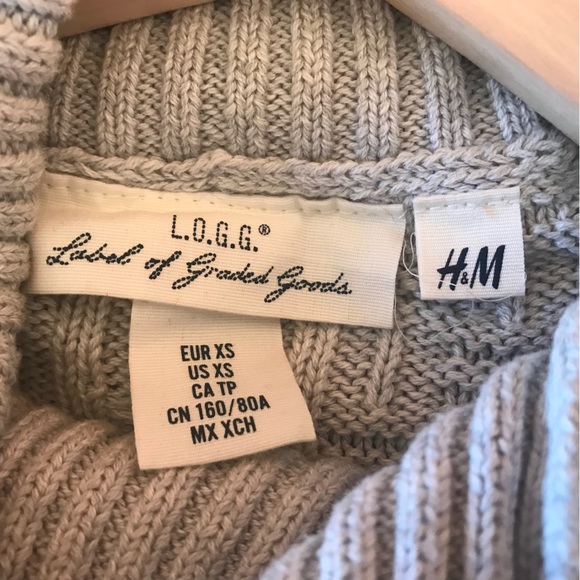 L.O.G.G.®
Label of Graded Goods
H&M
EUR XS
US XS
CA TP
CN 160/80A
MX XCH